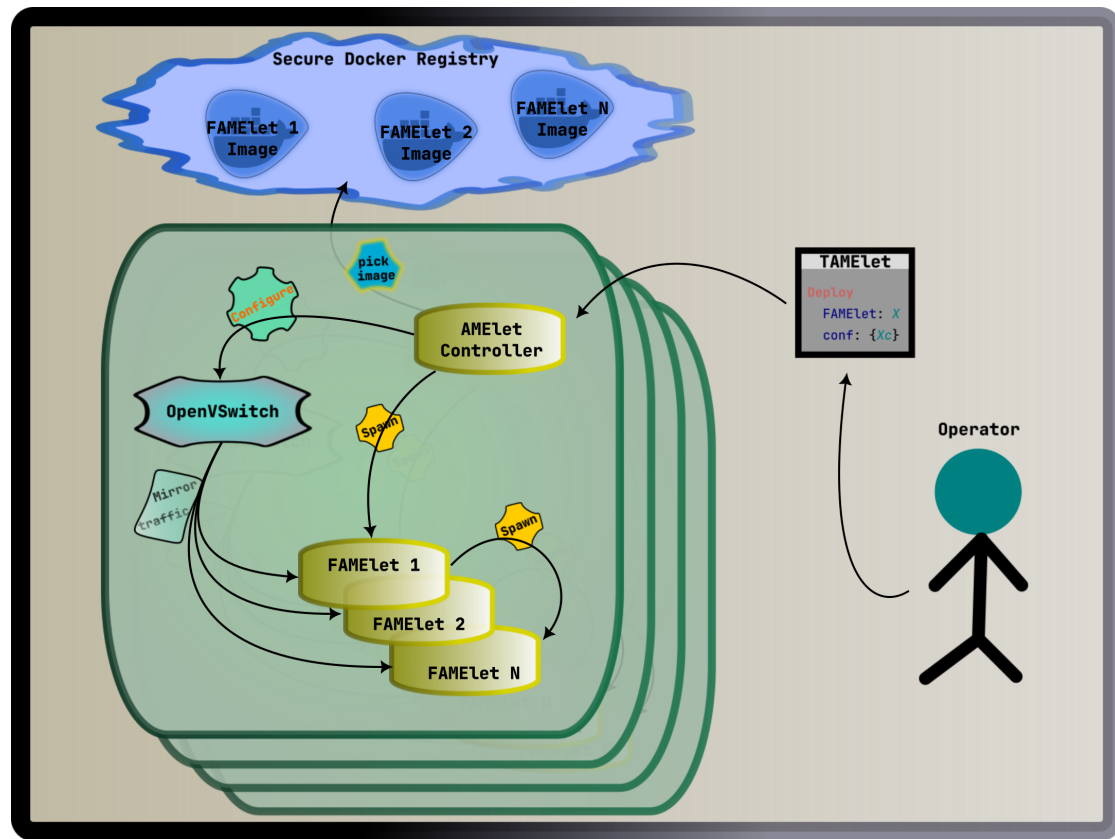 Secure Docker Registry
FAMElet 1
Image
FAMElet 2
Image
FAMElet N
Image
pick
image
Configure
AMElet
Controller
TAMElet
Deploy
FAMElet: X
conf: {Xc}
OpenVSwitch
Spawn
Operator
Mirror
traffic
Spawn
FAMElet 1
FAMElet 2
FAMElet N